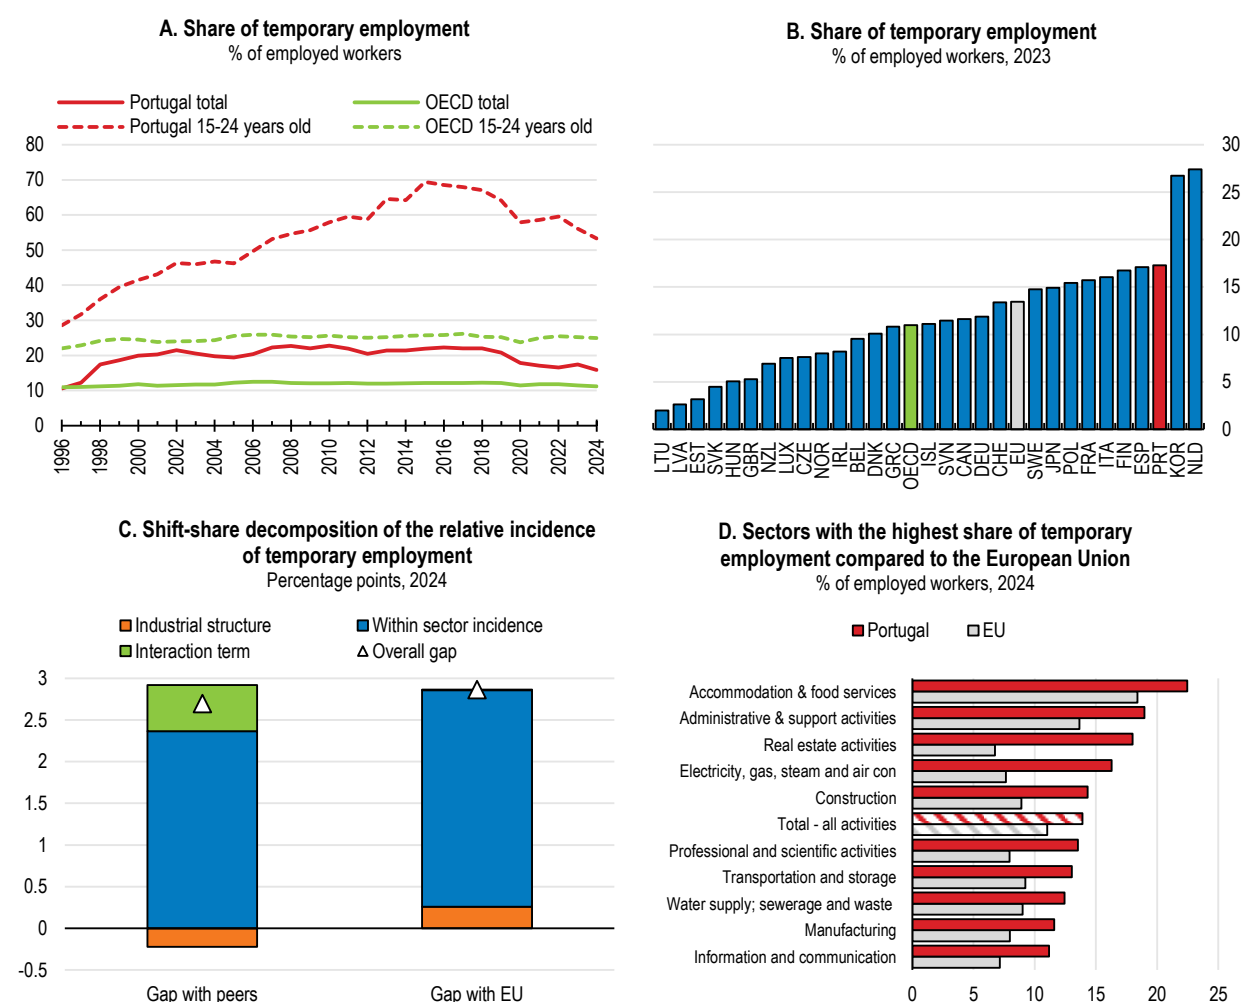 A. Share of temporary employment
% of employed workers
Portugal total
OECD total
Portugal 15-24 years old
OECD 15-24 years old
80
70
60
50
40
30
20
10
0
1996
1998
2000
2002
2004
2006
2008
2010
2012
2014
2016
2018
2020
2022
2024
B. Share of temporary employment
% of employed workers, 2023
30
25
20
15
10
5
0
LTU
LVA
EST
SVK
HUN
GBR
NZL
LUX
CZE
NOR
IRL
BEL
DNK
GRC
OECD
ISL
SVN
CAN
DEU
CHE
EU
SWE
JPN
POL
FRA
ITA
FIN
ESP
PRT
KOR
NLD
C. Shift-share decomposition of the relative incidence
of temporary employment
Percentage points, 2024
Industrial structure
Within sector incidence
Interaction term
Overall gap
3
2.5
2
1.5
1
0.5
0
-0.5
Gap with peers
Gap with EU
D. Sectors with the highest share of temporary
employment compared to the European Union
% of employed workers, 2024
Portugal
EU
Accommodation & food services
Administrative & support activities
Real estate activities
Electricity, gas, steam and air con
Construction
Total - all activities
Professional and scientific activities
Transportation and storage
Water supply; sewerage and waste
Manufacturing
Information and communication
0
5
10
15
20
25